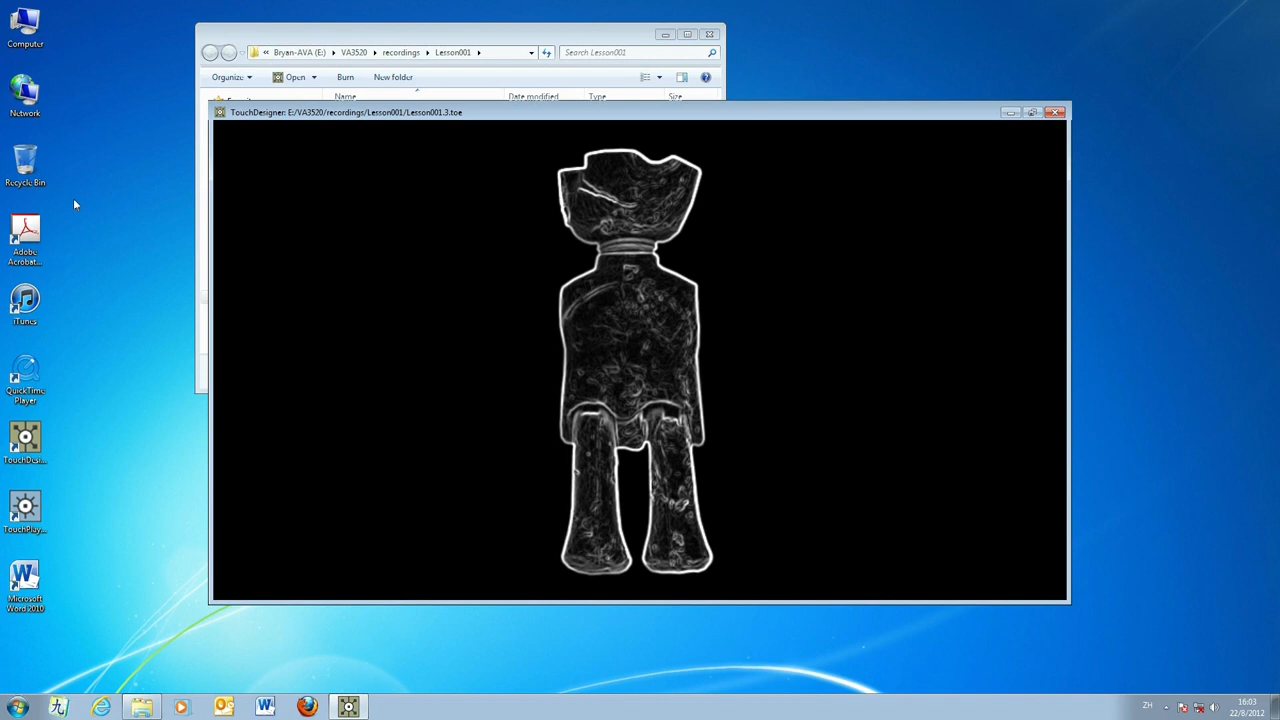 Computer
Network
Recycle Bin
Adobe
Acrobat...
iTunes
QuickTime
Player
TouchDesi...
TouchPlay...
Microsoft
Word 2010
« Bryan-AVA (E:) ▸ VA3520 ▸ recordings ▸ Lesson001 ▸
Search Lesson001
Organize ▾ Open ▾ Burn New folder
Name Date modified Type Size
TouchDesigner: E:/VA3520/recordings/Lesson001/Lesson001.3.toe
九
ZH
16:03
22/8/2012